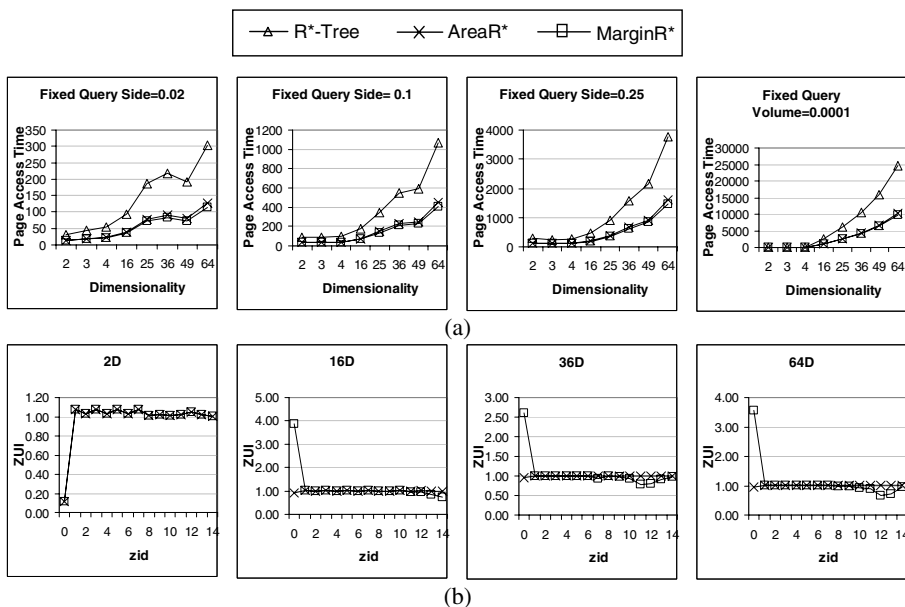 R*-Tree AreaR* MarginR*
Fixed Query Side=0.02
Page Access Time
350
300
250
200
150
100
50
0
2 3 4 16 25 36 49 64
Dimensionality
Fixed Query Side= 0.1
Page Access Time
1200
1000
800
600
400
200
0
2 3 4 16 25 36 49 64
Dimensionality
Fixed Query Side=0.25
Page Access Time
4000
3000
2000
1000
0
2 3 4 16 25 36 49 64
Dimensionality
Fixed Query
Volume=0.0001
Page Access Time
30000
25000
20000
15000
10000
5000
0
2 3 4 16 25 36 49 64
Dimensionality
(a)
2D
ZUI
1.20
1.00
0.80
0.60
0.40
0.20
0.00
0 2 4 6 8 10 12 14
zid
16D
ZUI
5.00
4.00
3.00
2.00
1.00
0.00
0 2 4 6 8 10 12 14
zid
36D
ZUI
3.00
2.50
2.00
1.50
1.00
0.50
0.00
0 2 4 6 8 10 12 14
zid
64D
ZUI
4.00
3.00
2.00
1.00
0.00
0 2 4 6 8 10 12 14
zid
(b)